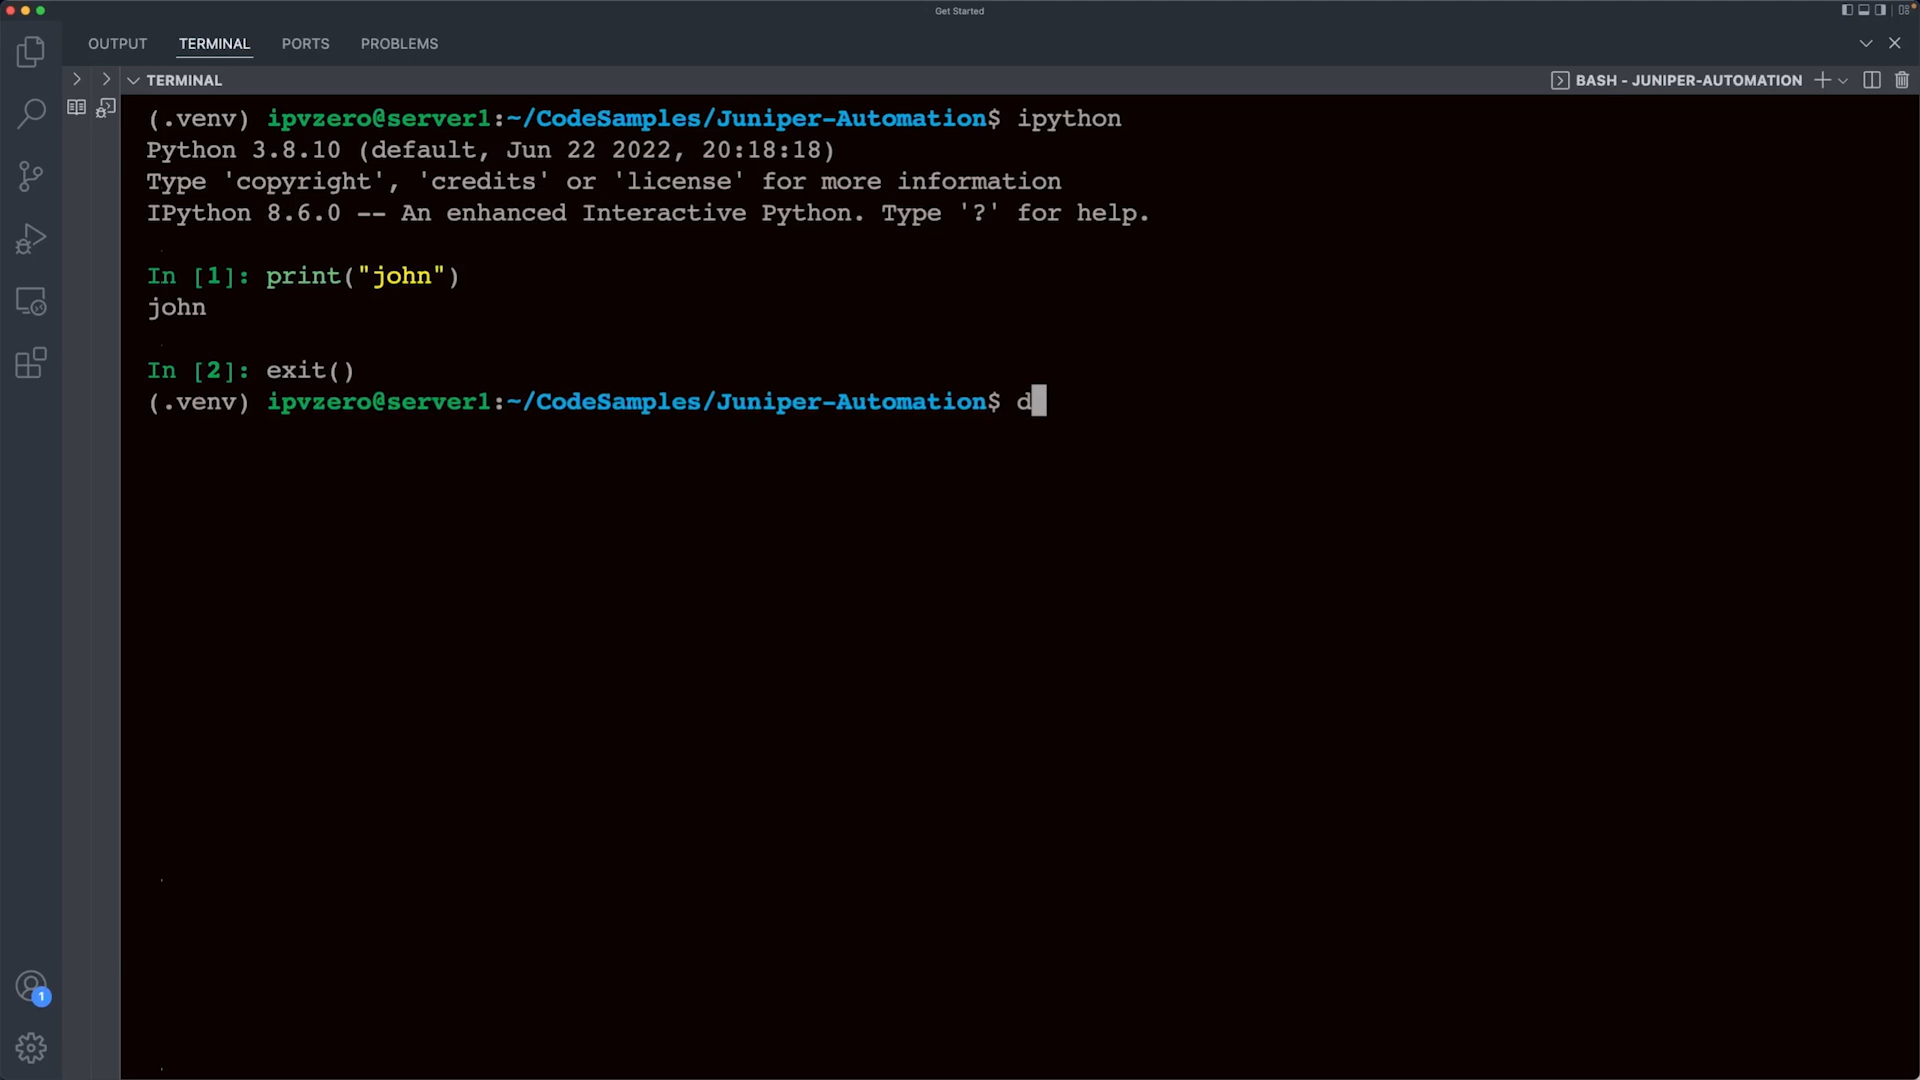 Get Started
OUTPUT TERMINAL PORTS PROBLEMS
TERMINAL
BASH - JUNIPER-AUTOMATION
(.venv) ipvzero@server1:~/CodeSamples/Juniper-Automation$ ipython
Python 3.8.10 (default, Jun 22 2022, 20:18:18)
Type 'copyright', 'credits' or 'license' for more information
IPython 8.6.0 -- An enhanced Interactive Python. Type '?' for help.
In [1]: print("john")
john
In [2]: exit()
(.venv) ipvzero@server1:~/CodeSamples/Juniper-Automation$ d
1